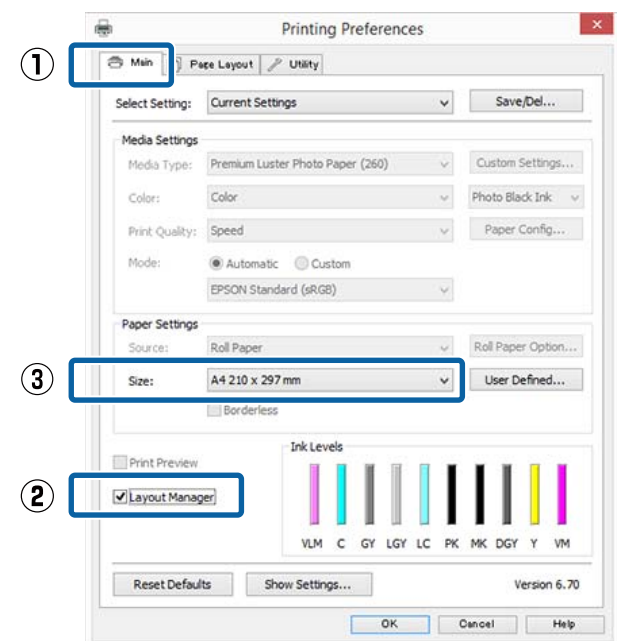 Printing Preferences
① Main Page Layout Utility
Select Setting: Current Settings Save/Del...
Media Settings
Media Type: Premium Luster Photo Paper (260) Custom Settings...
Color: Color Photo Black Ink
Print Quality: Speed Paper Config...
Mode: Automatic Custom
EPSON Standard (sRGB)
Paper Settings
Source: Roll Paper Roll Paper Option...
③ Size: A4 210 x 297 mm User Defined...
Borderless
Ink Levels
Print Preview
② Layout Manager
VLM C GY LGY LC PK MK DGY Y VM
Reset Defaults Show Settings... Version 6.70
OK Cancel Help